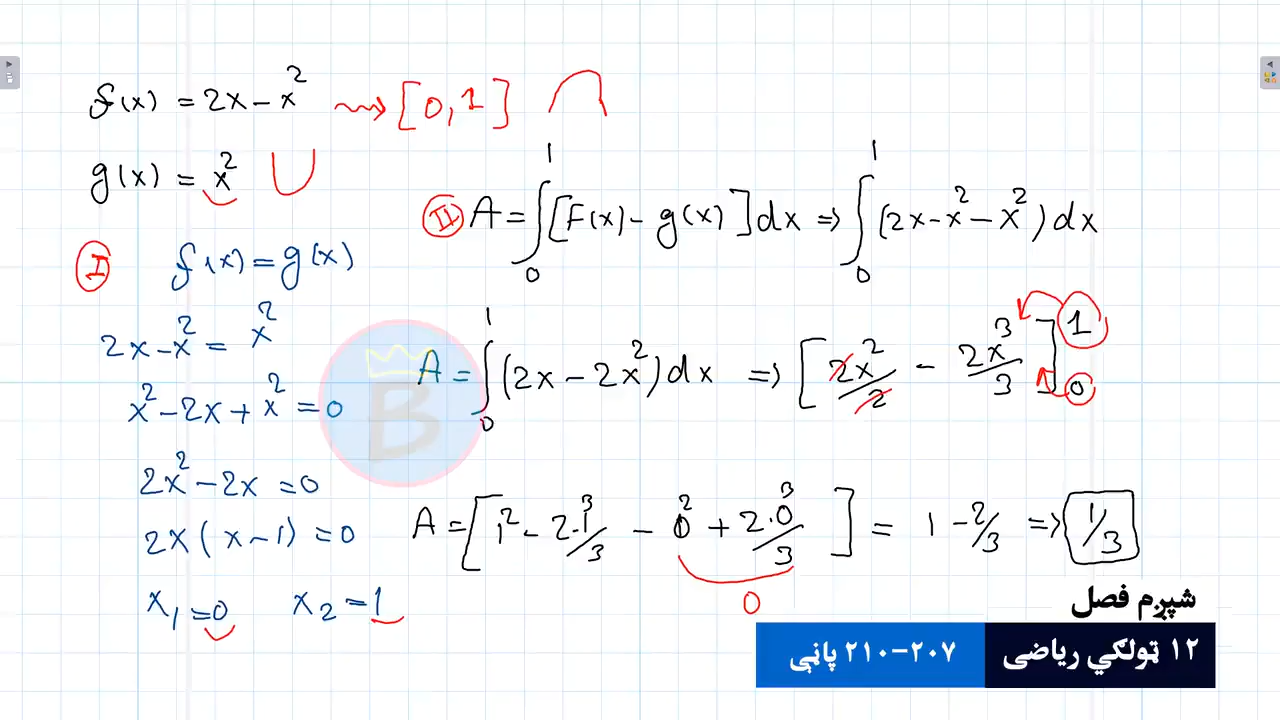 f(x) = 2x - x² ⇝ [0, 1]
g(x) = x²
I f(x) = g(x)
2x - x² = x²
x² - 2x + x² = 0
2x² - 2x = 0
2x(x - 1) = 0
x₁ = 0 x₂ = 1
II A = ∫₀¹ [F(x) - g(x)] dx ⇒ ∫₀¹ (2x - x² - x²) dx
A = ∫₀¹ (2x - 2x²) dx ⇒ [2x²/2 - 2x³/3]₀¹
A = [1² - 2·1³/3 - 0² + 2·0³/3] = 1 - 2/3 ⇒ 1/3
0
B
شپږم فصل
۱۲ ټولګي ریاضی
۲۰۷-۲۱۰ پاڼې